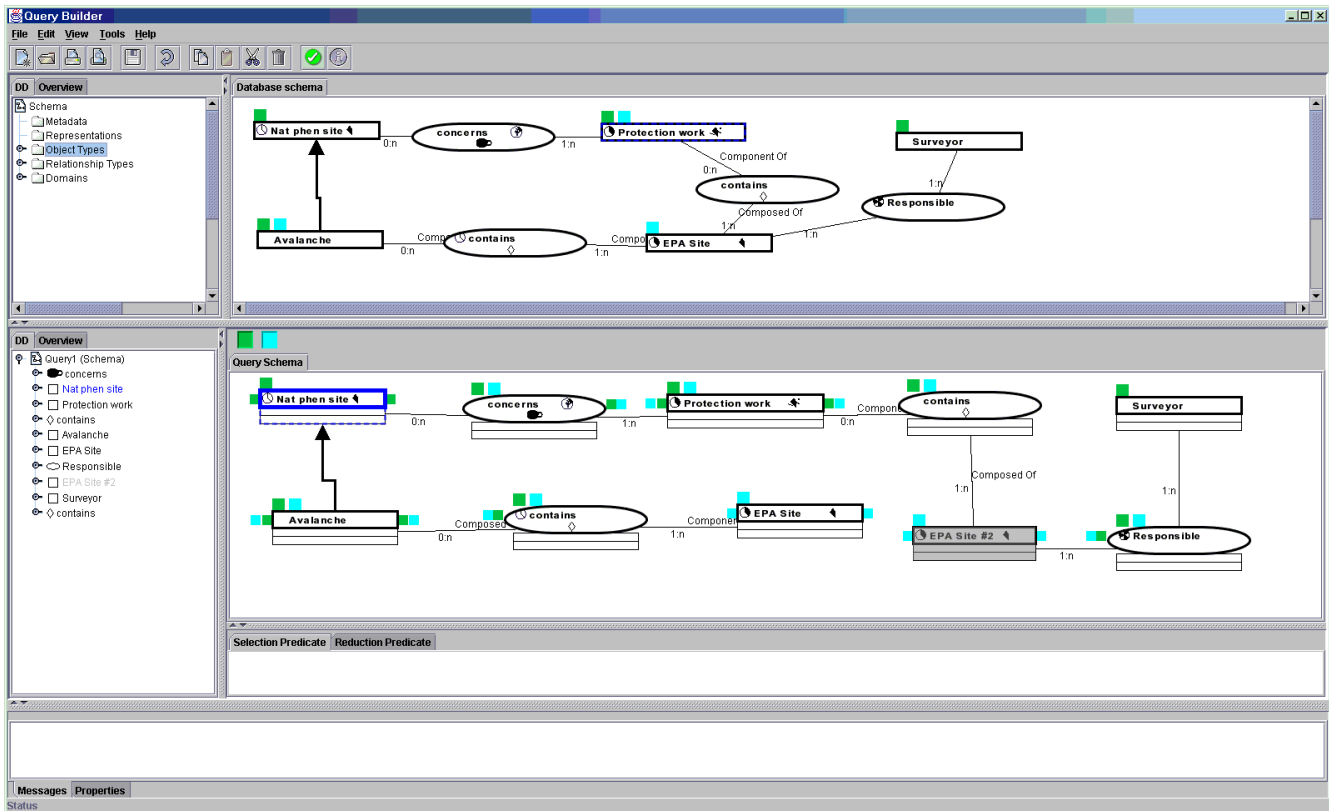 Query Builder
File Edit View Tools Help
DD Overview
Schema
Metadata
Representations
Object Types
Relationship Types
Domains
Database schema
Nat phen site
0:n
concerns
1:n
Protection work
Surveyor
Component Of
0:n
contains
1:n
Responsible
Composed Of
1:n
1:n
Avalanche
Compo
0:n
contains
1:n
Compo
EPA Site
DD Overview
Query1 (Schema)
concerns
Nat phen site
Protection work
contains
Avalanche
EPA Site
Responsible
EPA Site #2
Surveyor
contains
Query Schema
Nat phen site
0:n
concerns
1:n
Protection work
0:n
Compone
contains
Surveyor
Composed Of
1:n
1:n
Avalanche
0:n
Composed
contains
1:n
Componen
EPA Site
EPA Site #2
1:n
Responsible
Selection Predicate Reduction Predicate
Messages Properties
Status